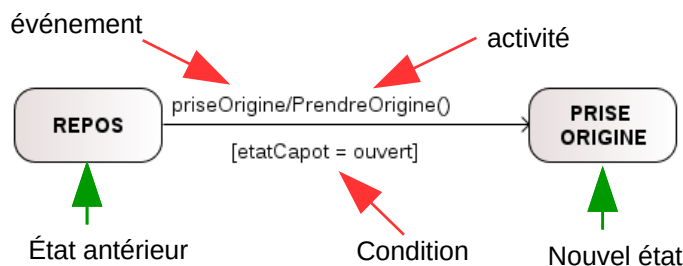 événement
activité
priseOrigine/PrendreOrigine()
REPOS
PRISE
ORIGINE
[etatCapot = ouvert]
État antérieur
Condition
Nouvel état